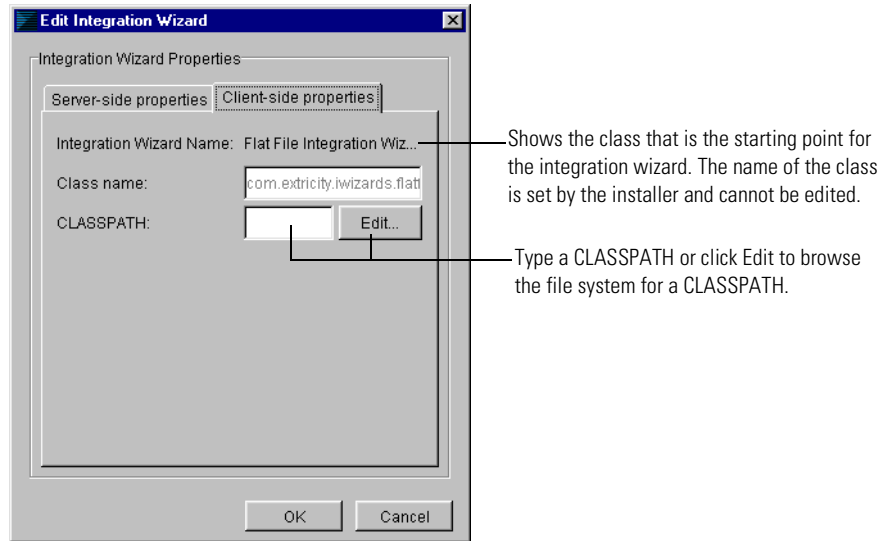 Edit Integration Wizard
Integration Wizard Properties
Server-side properties Client-side properties
Integration Wizard Name: Flat File Integration Wiz...
Class name: com.extricity.iwizards.flatf
CLASSPATH: Edit...
OK Cancel
Shows the class that is the starting point for
the integration wizard. The name of the class
is set by the installer and cannot be edited.
Type a CLASSPATH or click Edit to browse
the file system for a CLASSPATH.